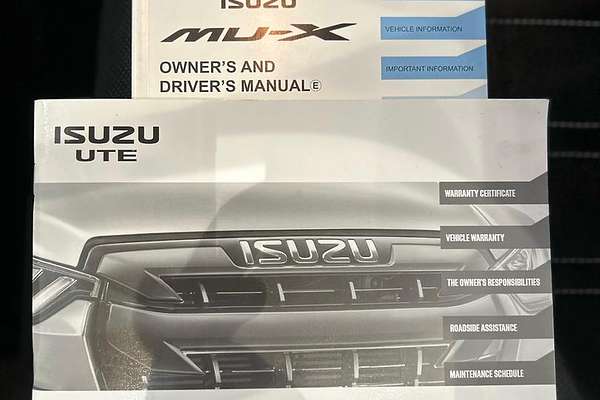 ISUZU
MU-X
OWNER'S AND
DRIVER'S MANUAL Ⓔ
VEHICLE INFORMATION
IMPORTANT INFORMATION
ISUZU
UTE
ISUZU
WARRANTY CERTIFICATE
VEHICLE WARRANTY
THE OWNER'S RESPONSIBILITIES
ROADSIDE ASSISTANCE
MAINTENANCE SCHEDULE